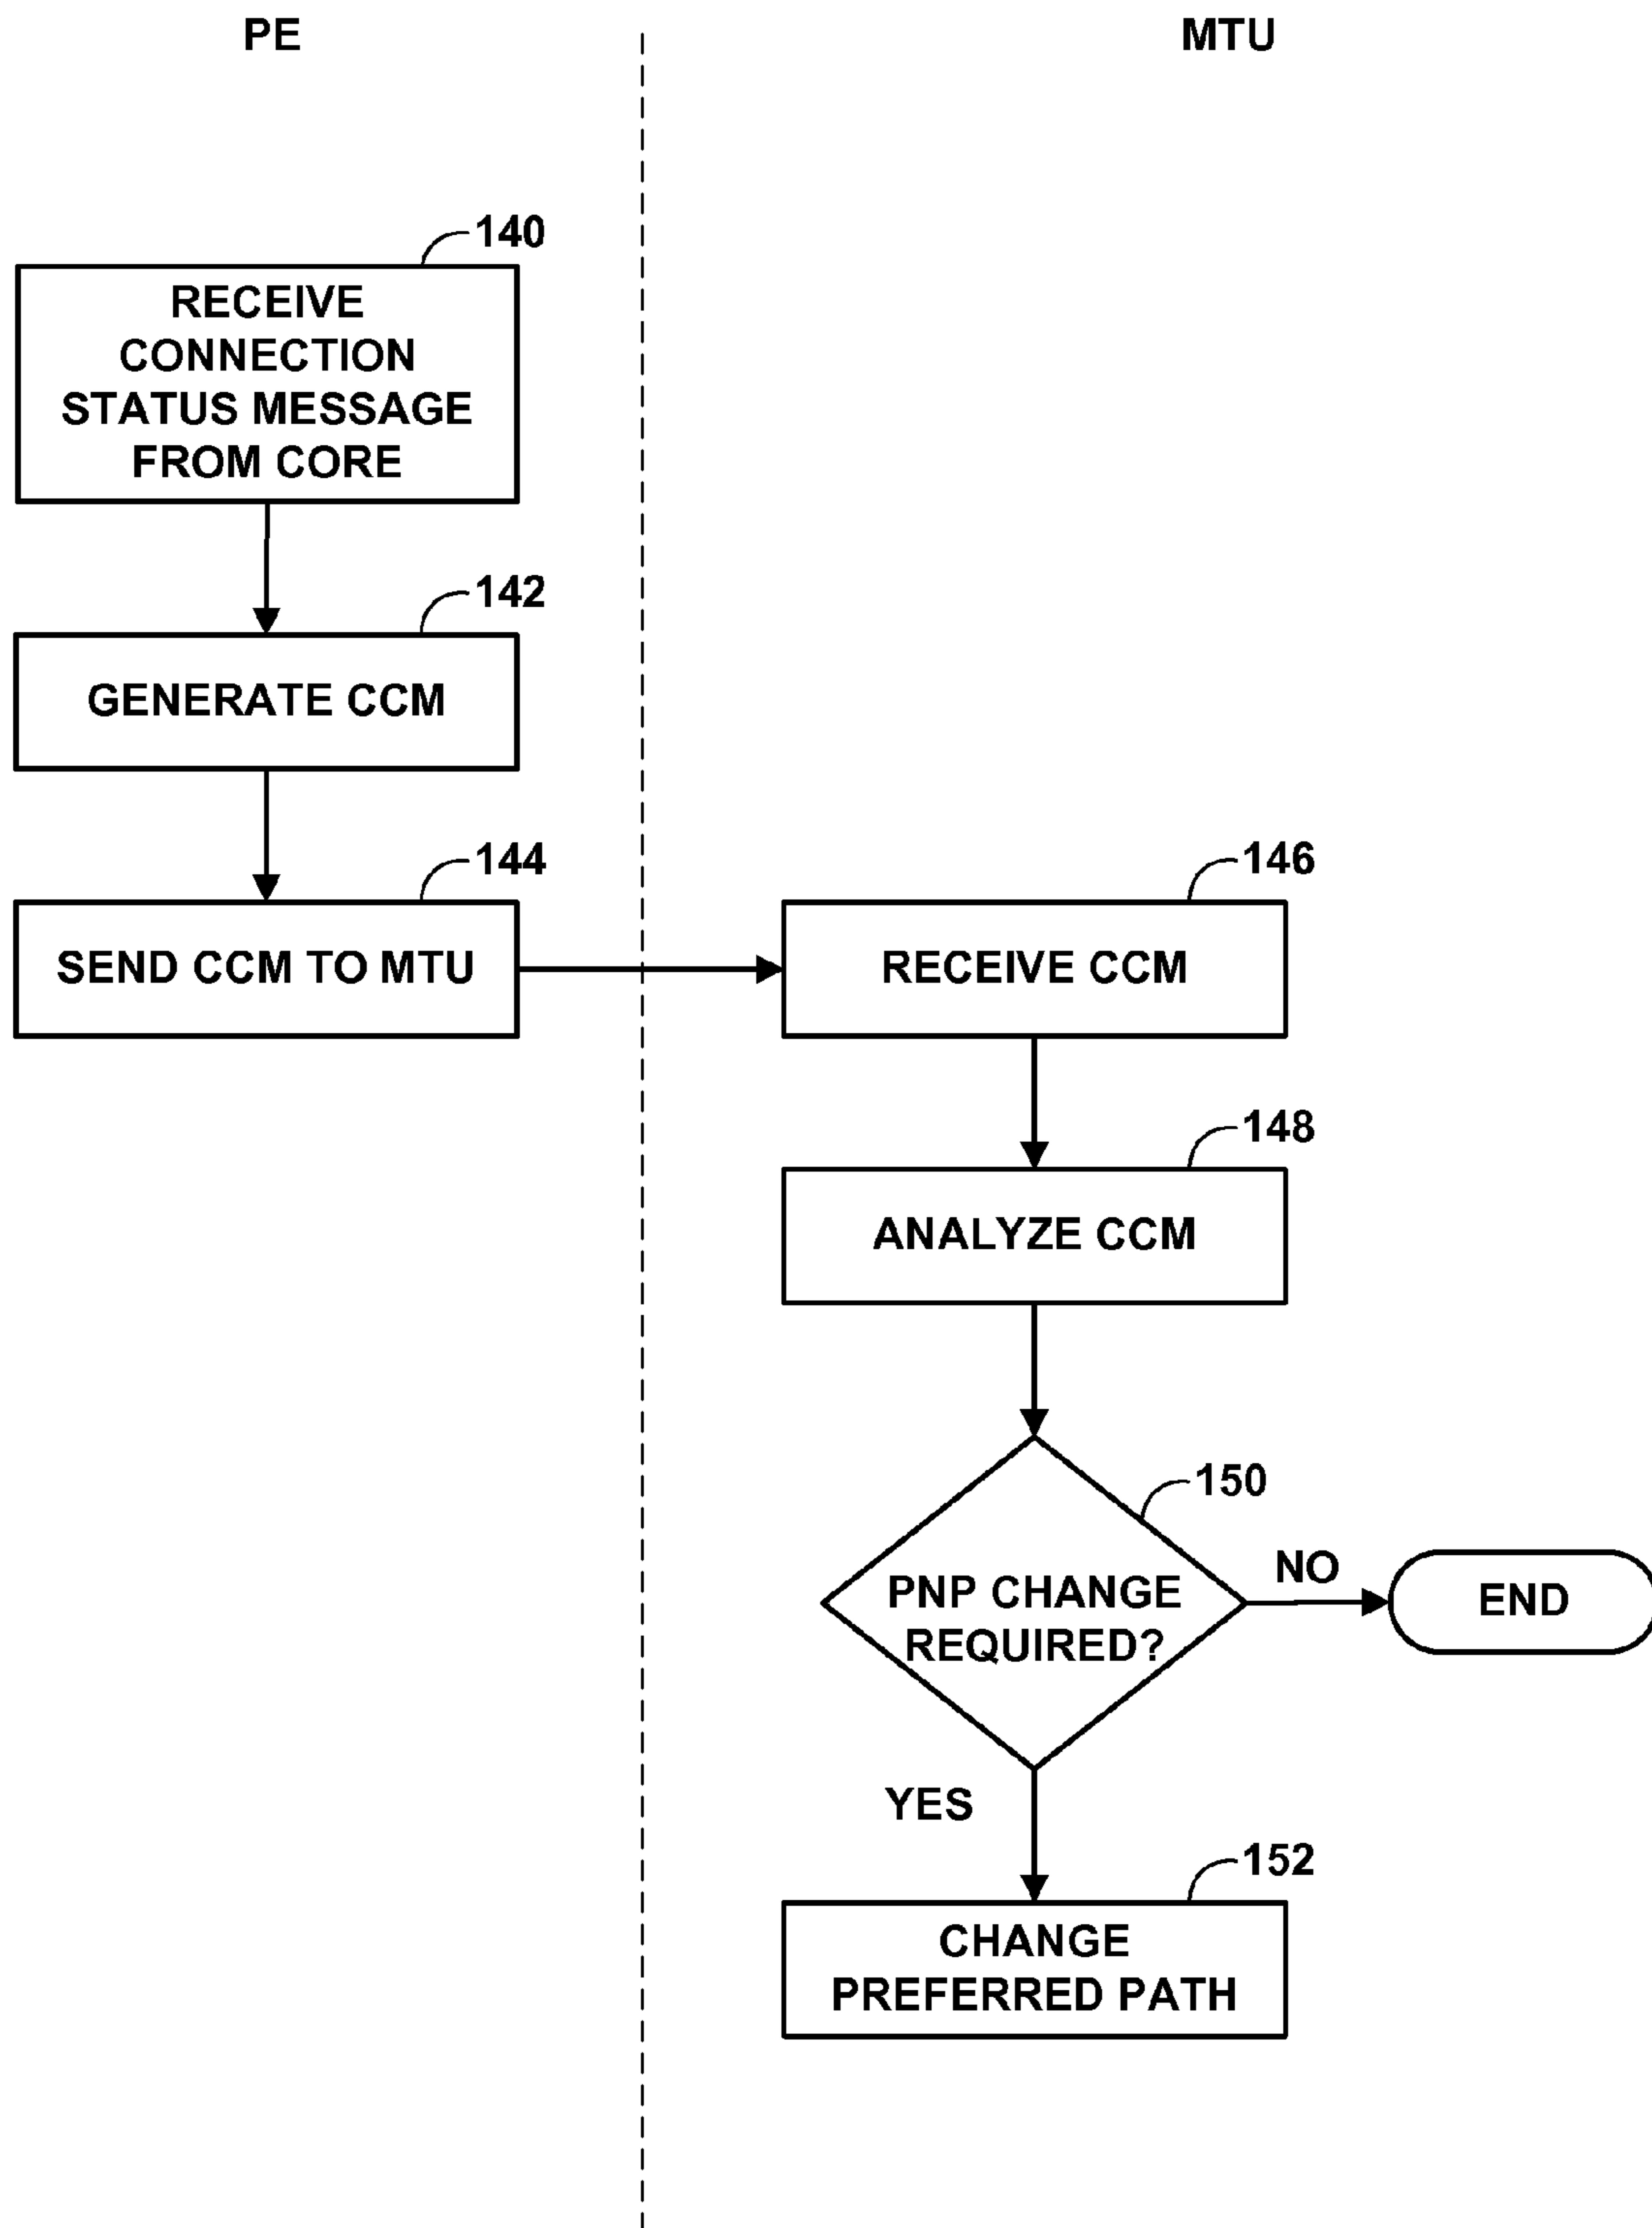 PE
MTU
140
RECEIVE
CONNECTION
STATUS MESSAGE
FROM CORE
142
GENERATE CCM
144
SEND CCM TO MTU
146
RECEIVE CCM
148
ANALYZE CCM
150
PNP CHANGE
REQUIRED?
NO
END
YES
152
CHANGE
PREFERRED PATH